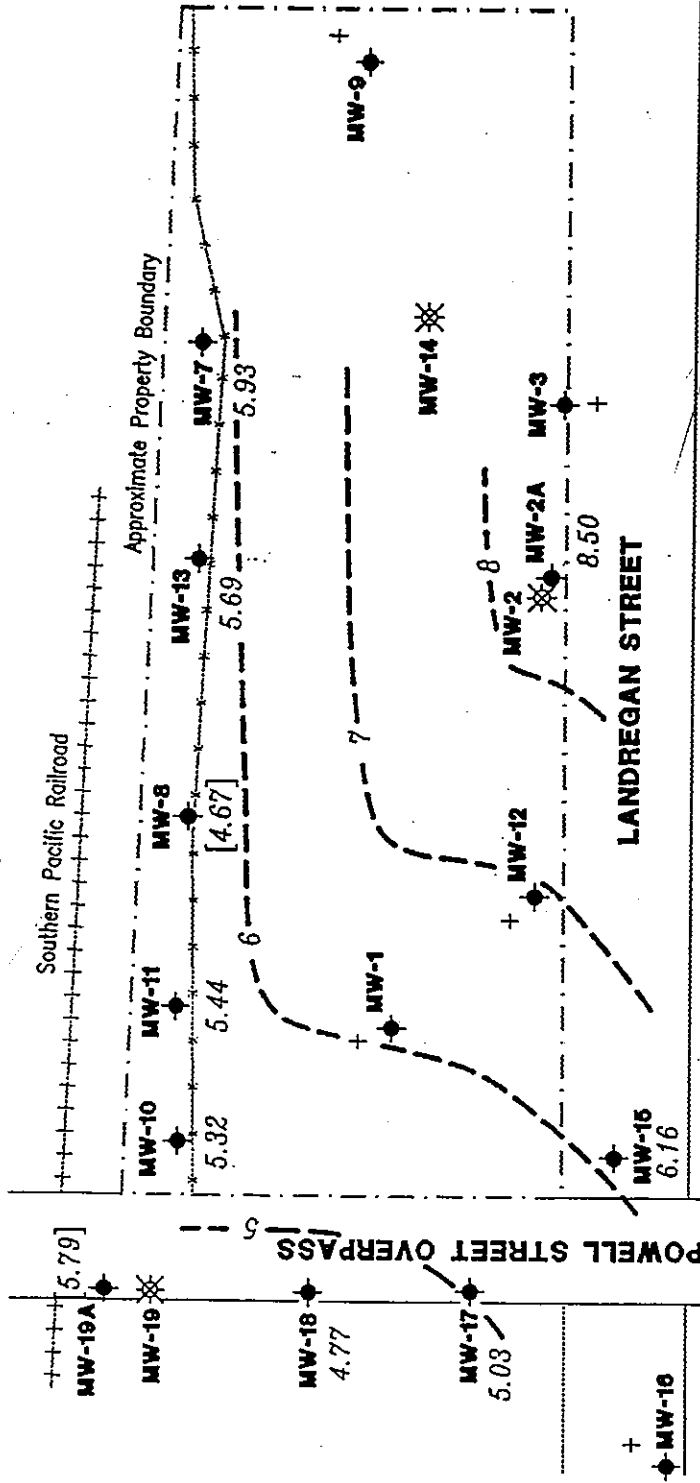 Southern Pacific Railroad
Approximate Property Boundary
5.79]
MW-19A
MW-19
MW-18
4.77
MW-17
5.03
MW-16
POWELL STREET OVERPASS
5
MW-10
5.32
MW-11
5.44
MW-8
[4.67]
MW-13
5.69
MW-7
5.93
6
MW-1
MW-15
6.16
7
MW-12
8
MW-2
MW-2A
8.50
MW-3
MW-14
MW-9
LANDREGAN STREET